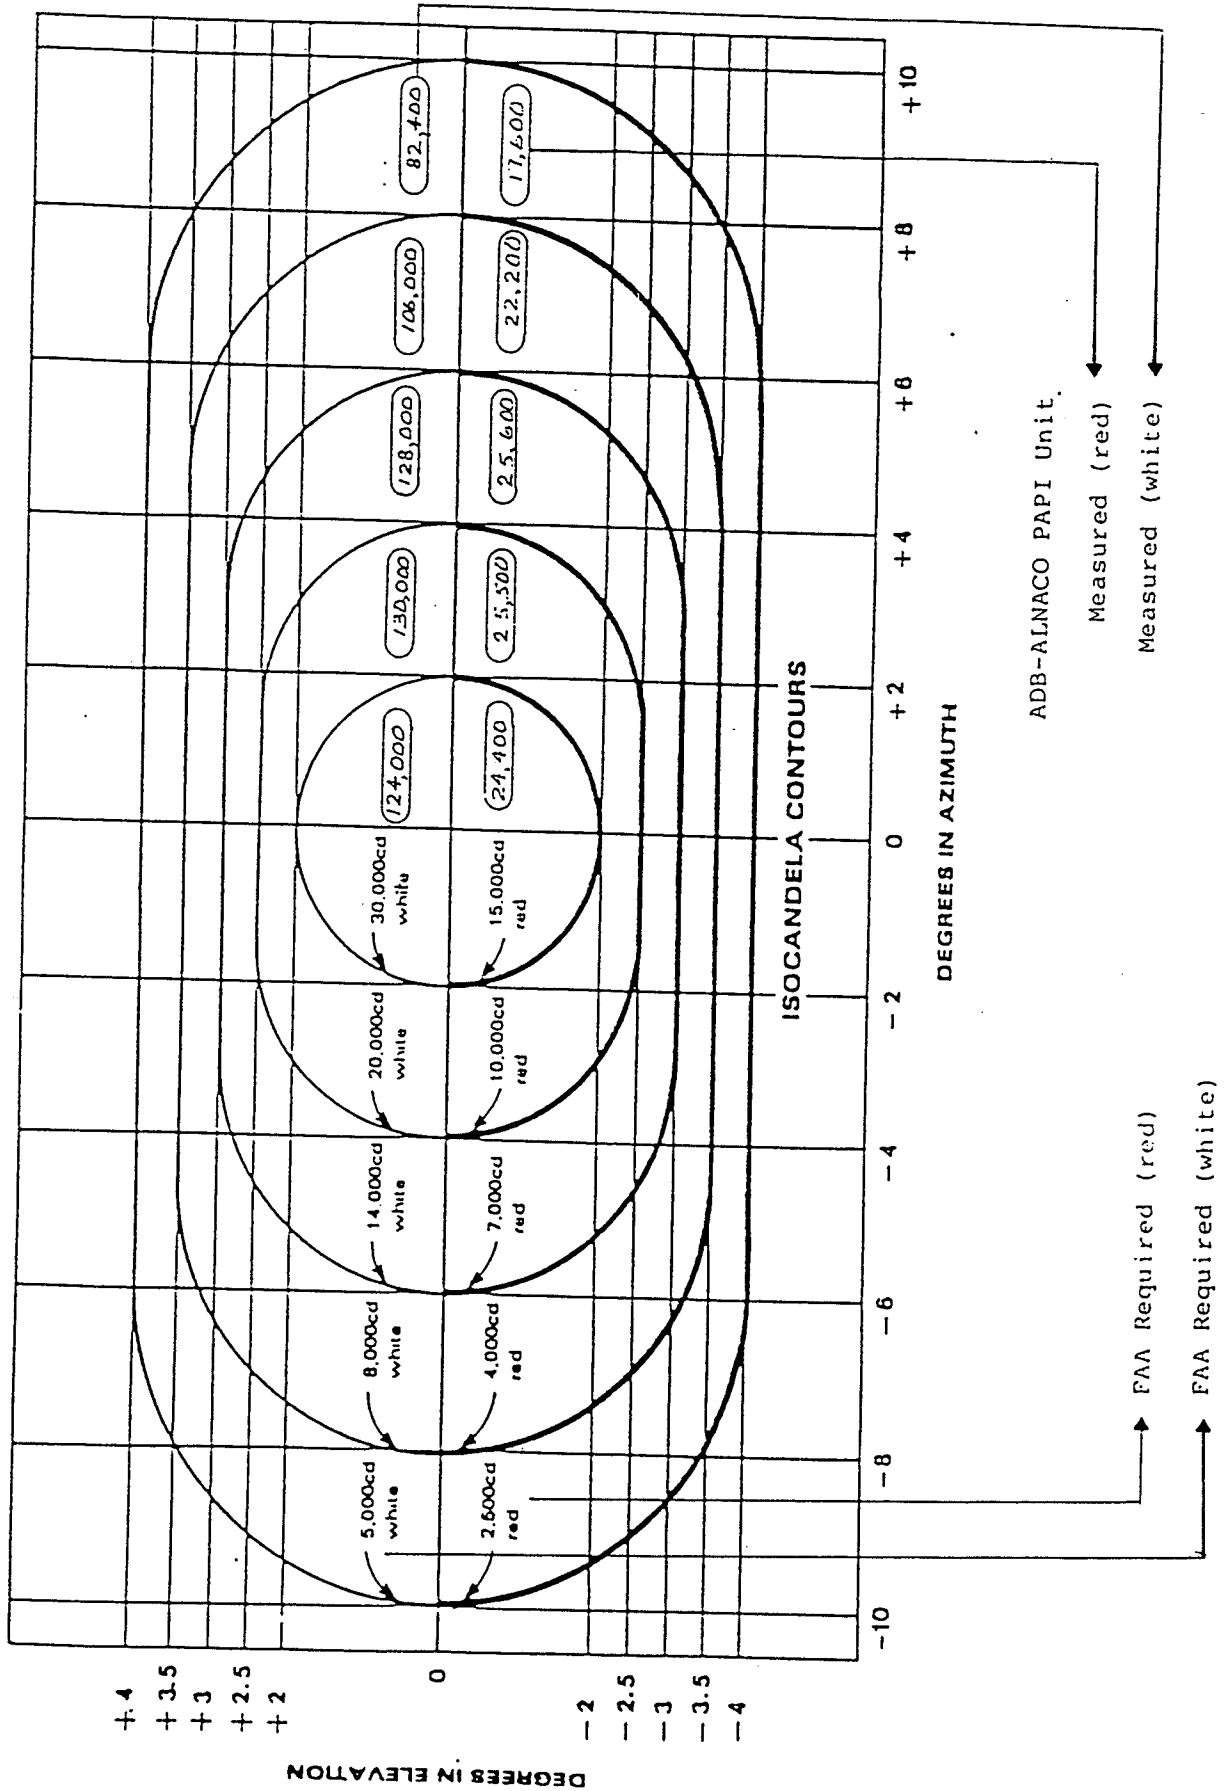 DEGREES IN ELEVATION
+4
+3.5
+3
+2.5
+2
0
-2
-2.5
-3
-3.5
-4
5,000cd
white
8,000cd
white
14,000cd
white
20,000cd
white
30,000cd
white
124,000
130,000
128,000
106,000
82,400
2,600cd
red
4,000cd
red
7,000cd
red
10,000cd
red
15,000cd
red
24,400
25,500
25,600
22,200
17,600
ISOCANDELA CONTOURS
-10
-8
-6
-4
-2
0
+2
+4
+6
+8
+10
DEGREES IN AZIMUTH
ADB-ALNACO PAPI Unit.
Measured (red)
Measured (white)
FAA Required (red)
FAA Required (white)